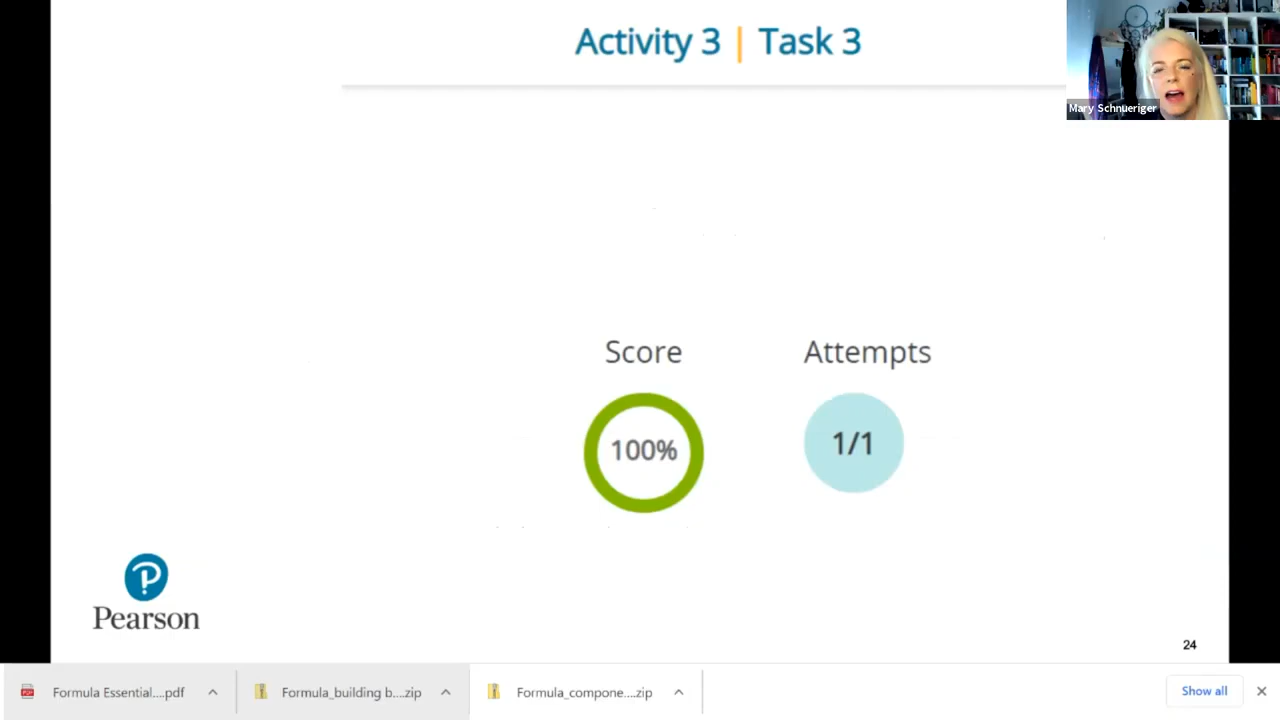 Activity 3 | Task 3
Mary Schnueriger
Score
Attempts
100%
1/1
Pearson
24
Formula Essential....pdf
Formula_building b....zip
Formula_compone....zip
Show all